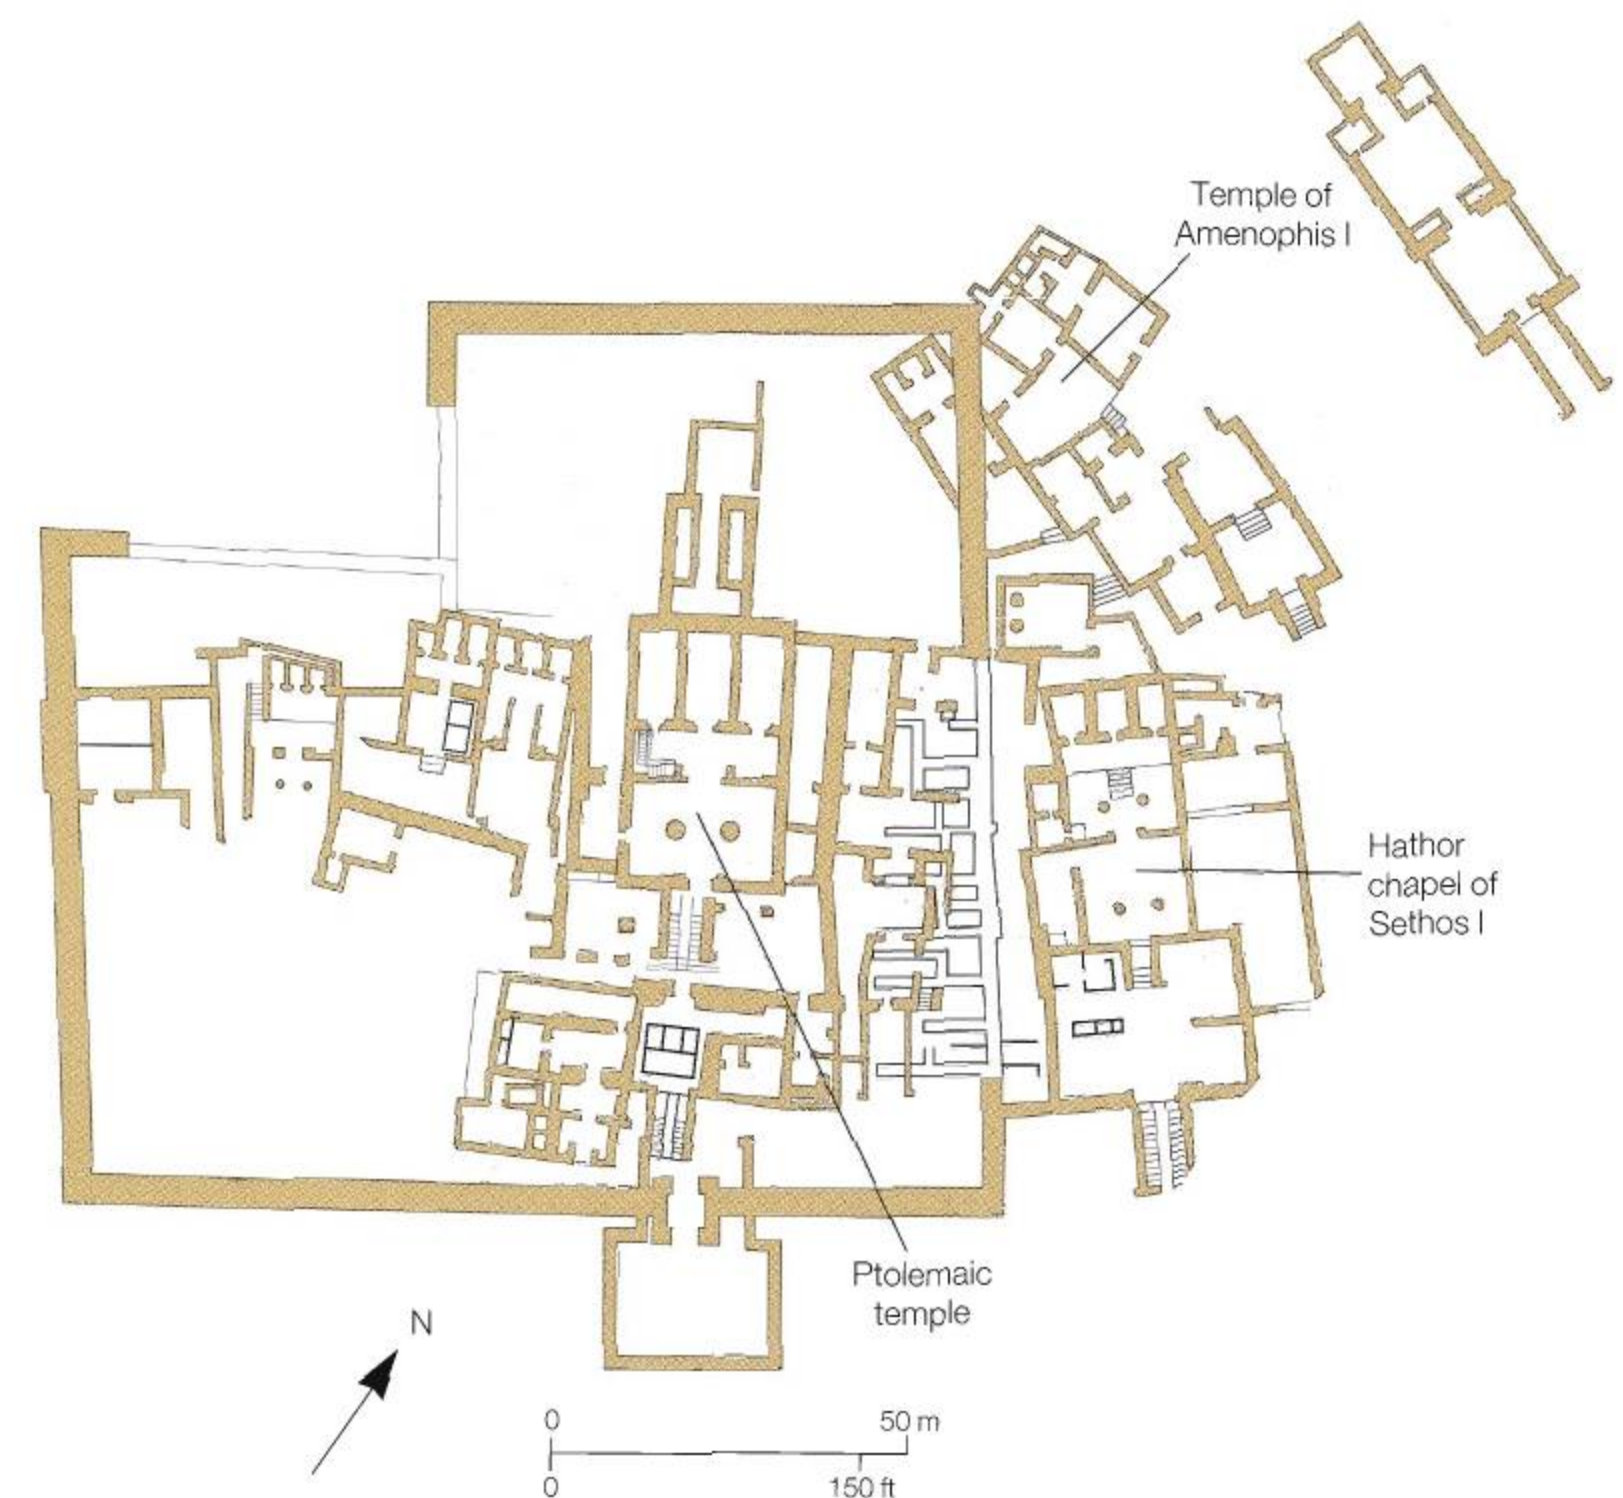 Temple of
Amenophis I
Hathor
chapel of
Sethos I
Ptolemaic
temple
N
0 50 m
0 150 ft